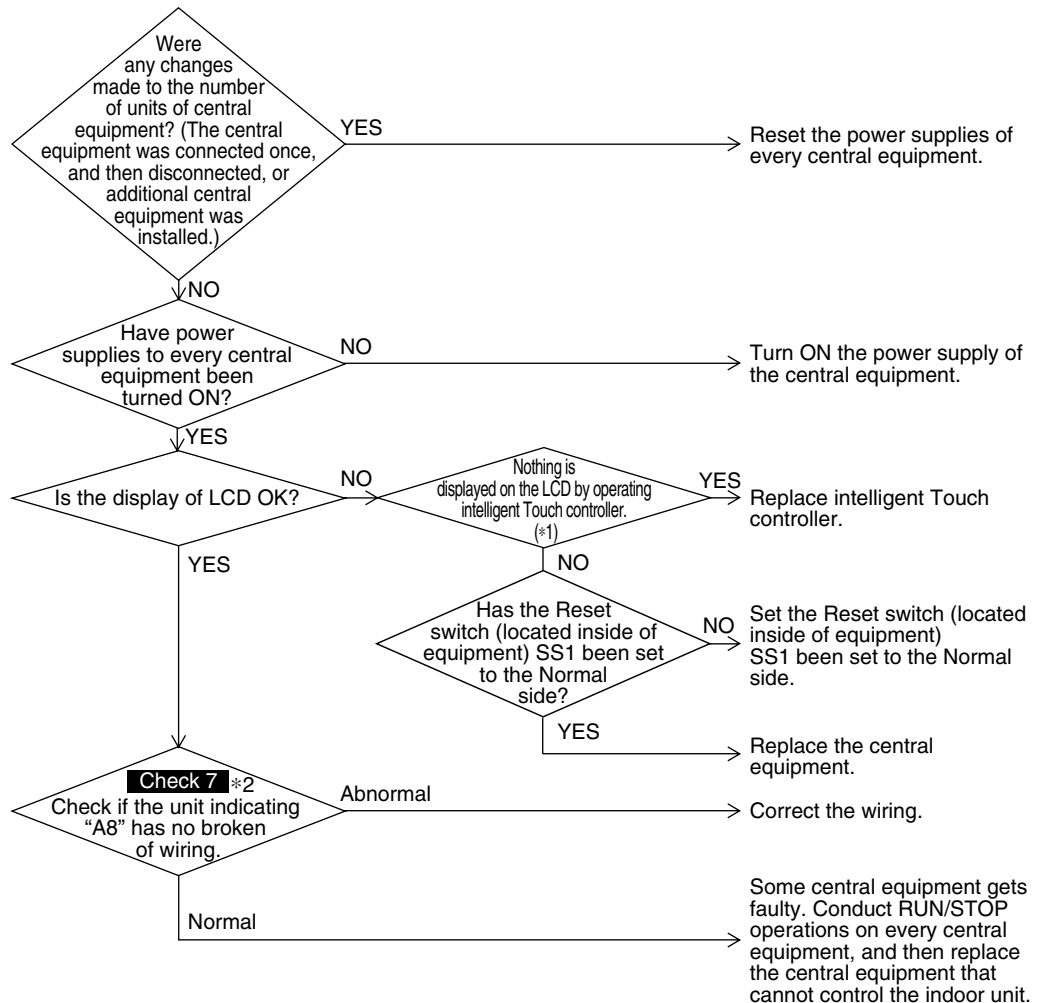 Were
any changes
made to the number
of units of central
equipment? (The central
equipment was connected once,
and then disconnected, or
additional central
equipment was
installed.)
YES
Reset the power supplies of
every central equipment.
NO
Have power
supplies to every central
equipment been
turned ON?
NO
Turn ON the power supply of
the central equipment.
YES
Is the display of LCD OK?
NO
Nothing is
displayed on the LCD by operating
intelligent Touch controller.
(*1)
YES
Replace intelligent Touch
controller.
YES
NO
Has the Reset
switch (located inside of
equipment) SS1 been set
to the Normal
side?
NO
Set the Reset switch (located
inside of equipment)
SS1 been set to the Normal
side.
YES
Replace the central
equipment.
Check 7 *2
Check if the unit indicating
“A8” has no broken
of wiring.
Abnormal
Correct the wiring.
Normal
Some central equipment gets
faulty. Conduct RUN/STOP
operations on every central
equipment, and then replace
the central equipment that
cannot control the indoor unit.